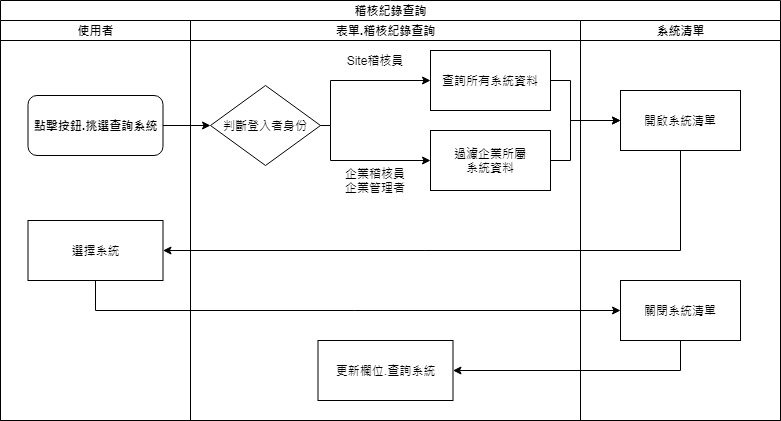 稽核紀錄查詢
使用者
表單.稽核紀錄查詢
系統清單
Site稽核員
查詢所有系統資料
點擊按鈕.挑選查詢系統
判斷登入者身份
開啟系統清單
過濾企業所屬
系統資料
企業稽核員
企業管理者
選擇系統
關閉系統清單
更新欄位.查詢系統